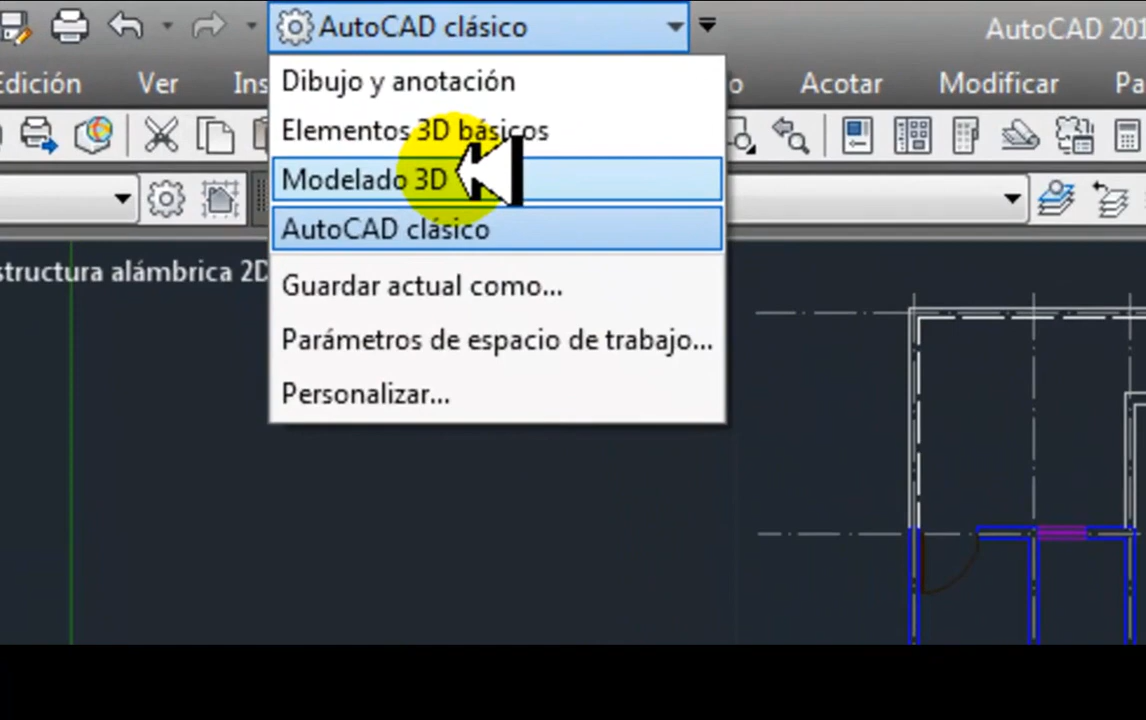 AutoCAD clásico
AutoCAD 201
Edición Ver Ins o Acotar Modificar Pa
Dibujo y anotación
Elementos 3D básicos
Modelado 3D
AutoCAD clásico
Guardar actual como...
Parámetros de espacio de trabajo...
Personalizar...
structura alámbrica 2D